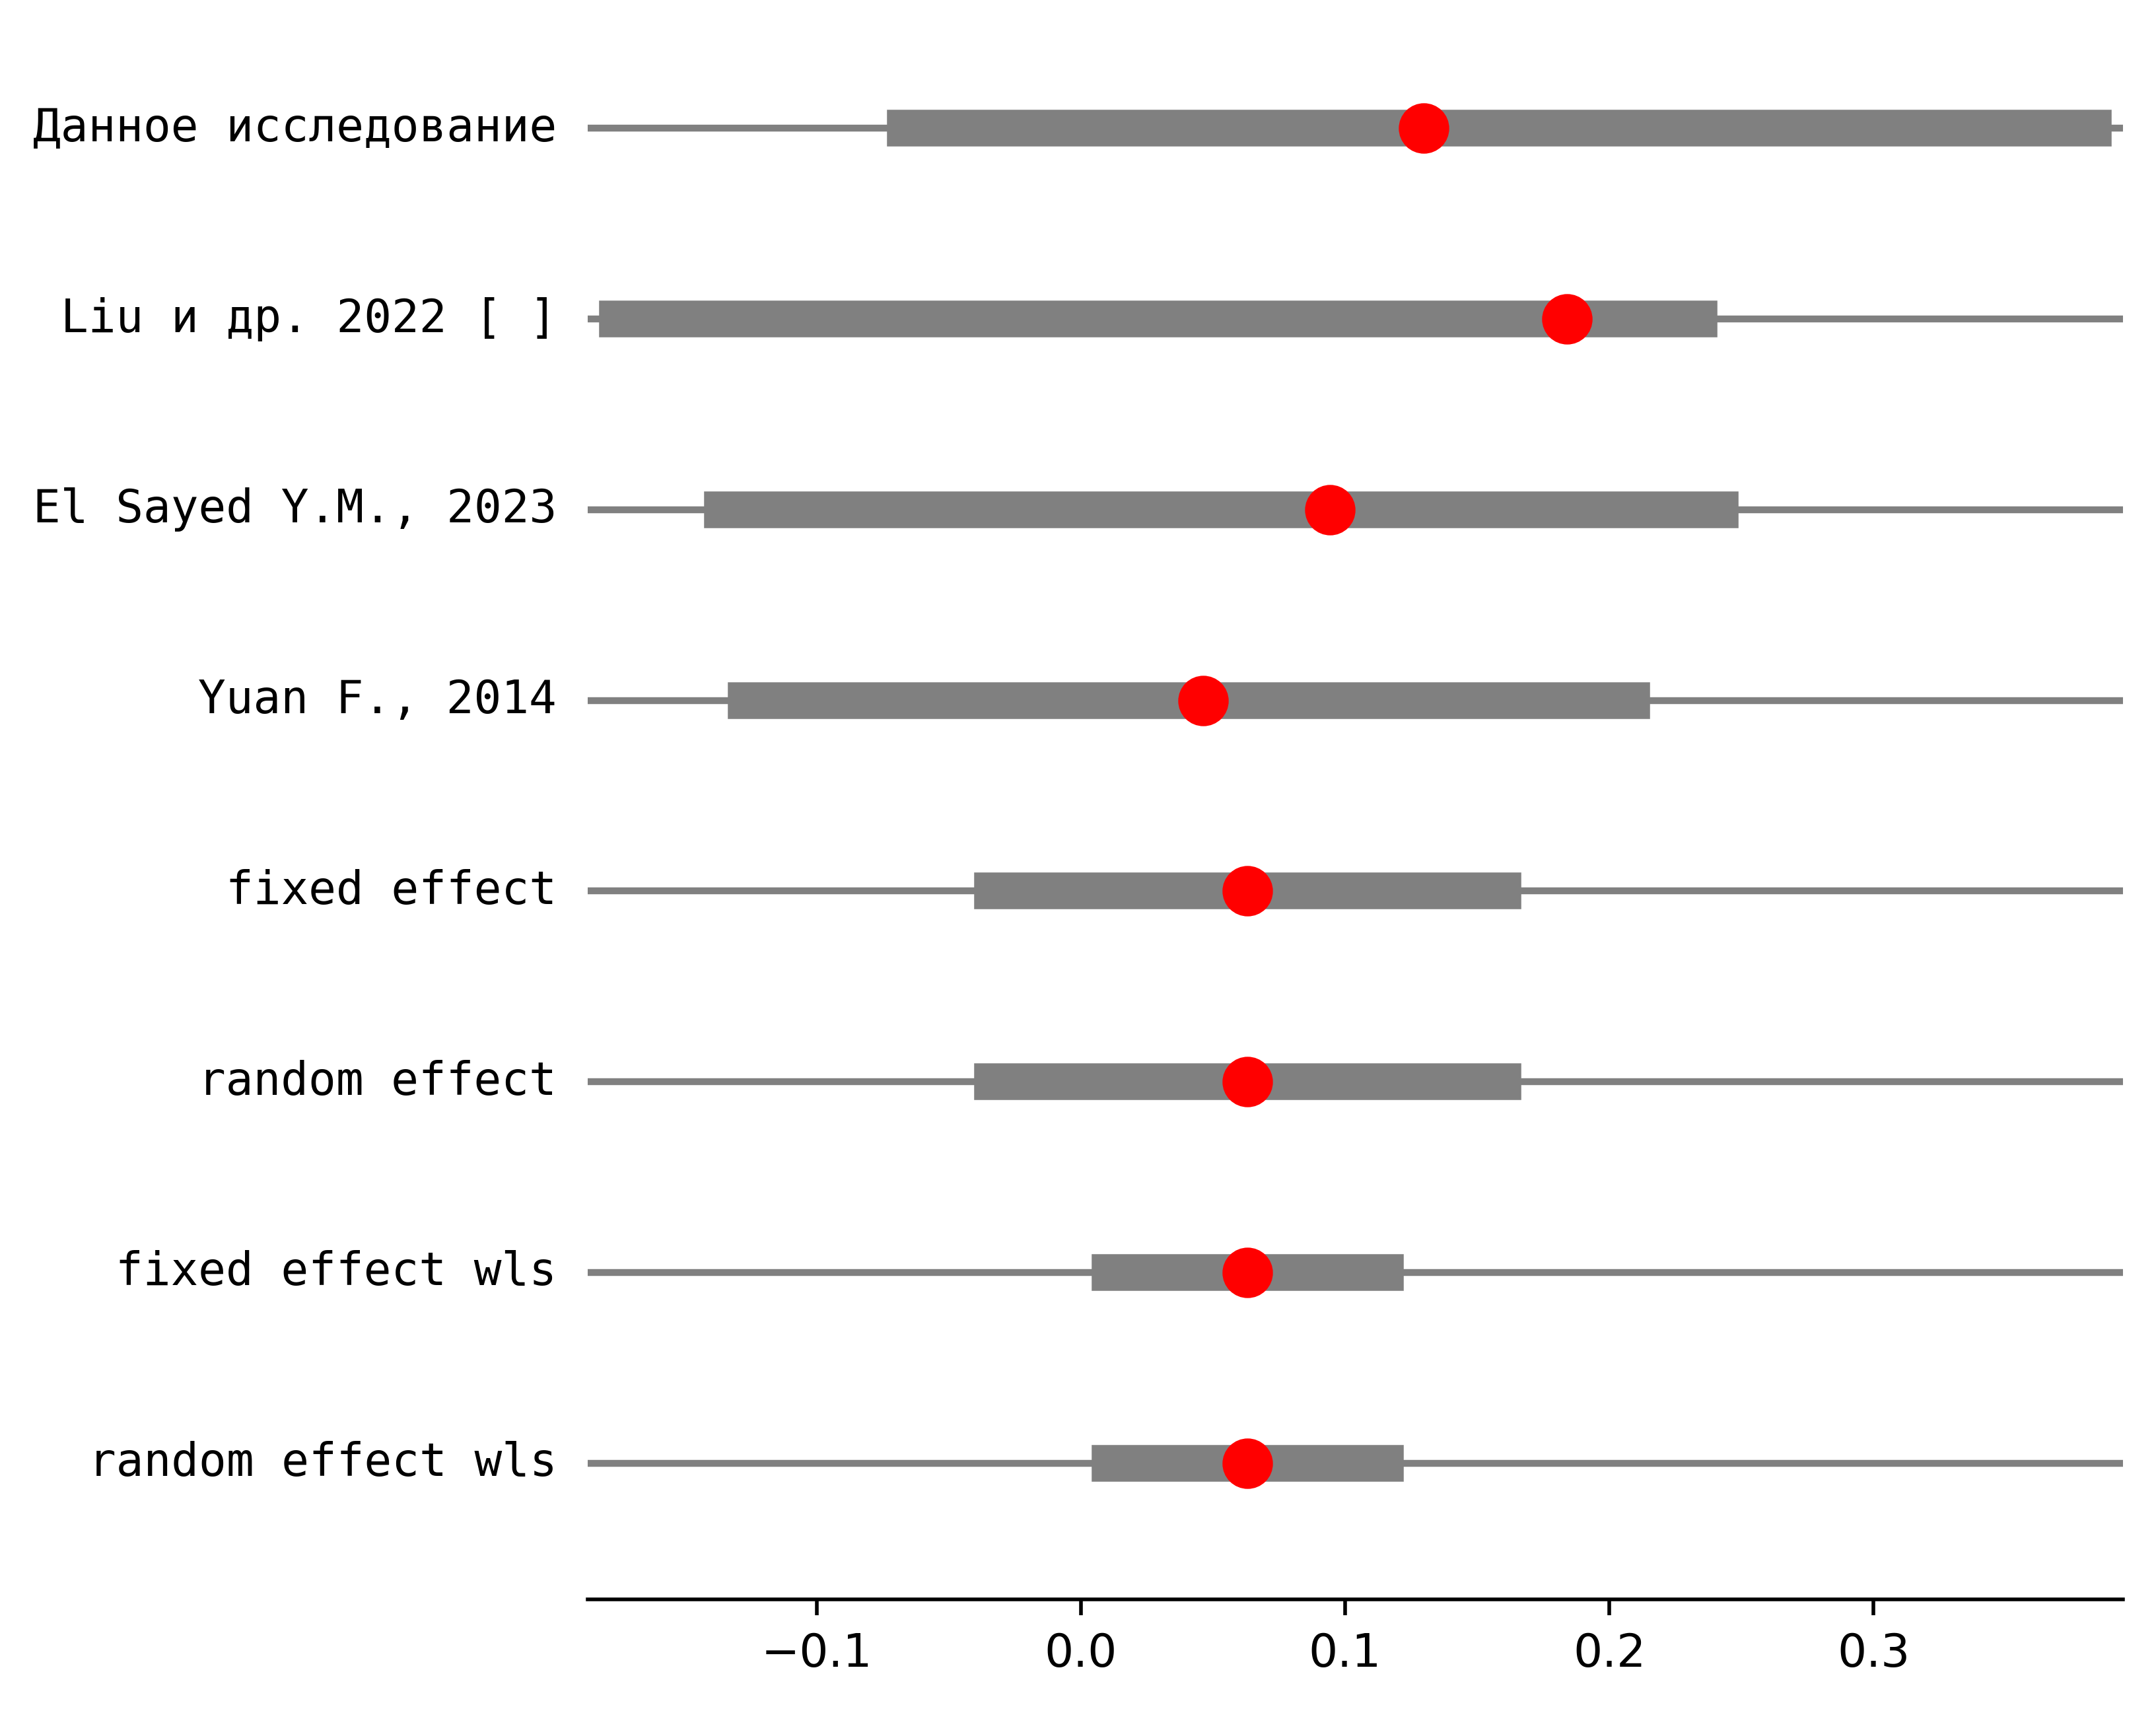 Данное исследование
Liu и др. 2022 [ ]
El Sayed Y.M., 2023
Yuan F., 2014
fixed effect
random effect
fixed effect wls
random effect wls
−0.1 0.0 0.1 0.2 0.3